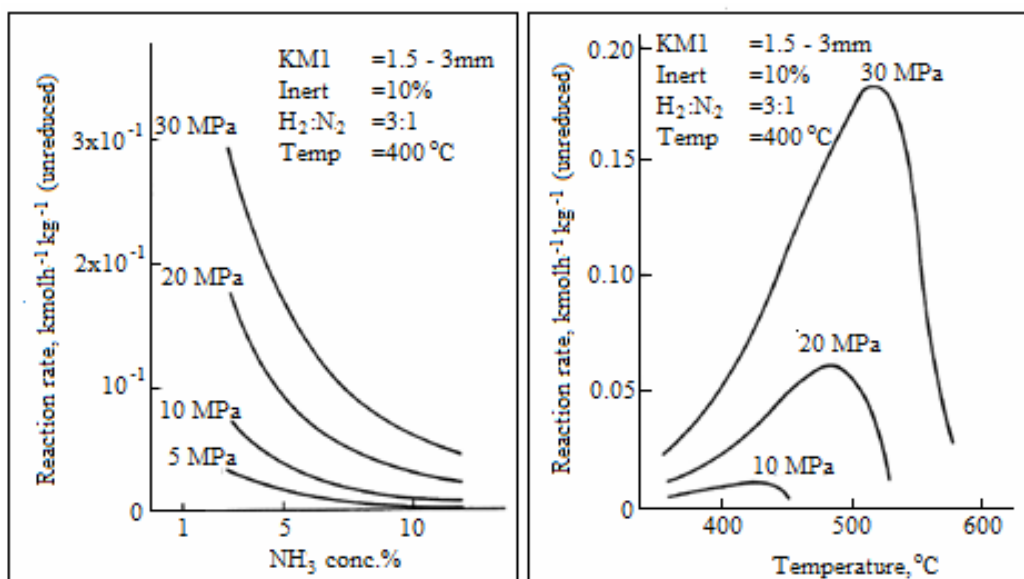 KM1 =1.5 - 3mm
Inert =10%
H₂:N₂ =3:1
Temp =400 °C
30 MPa
20 MPa
10 MPa
5 MPa
3x10⁻¹
2x10⁻¹
10⁻¹
0
1 5 10
NH₃ conc.%
Reaction rate, kmolh⁻¹kg⁻¹ (unreduced)
KM1 =1.5 - 3mm
Inert =10%
H₂:N₂ =3:1
Temp =400 °C
30 MPa
20 MPa
10 MPa
0.20
0.15
0.10
0.05
0
400 500 600
Temperature,°C
Reaction rate, kmolh⁻¹kg⁻¹ (unreduced)